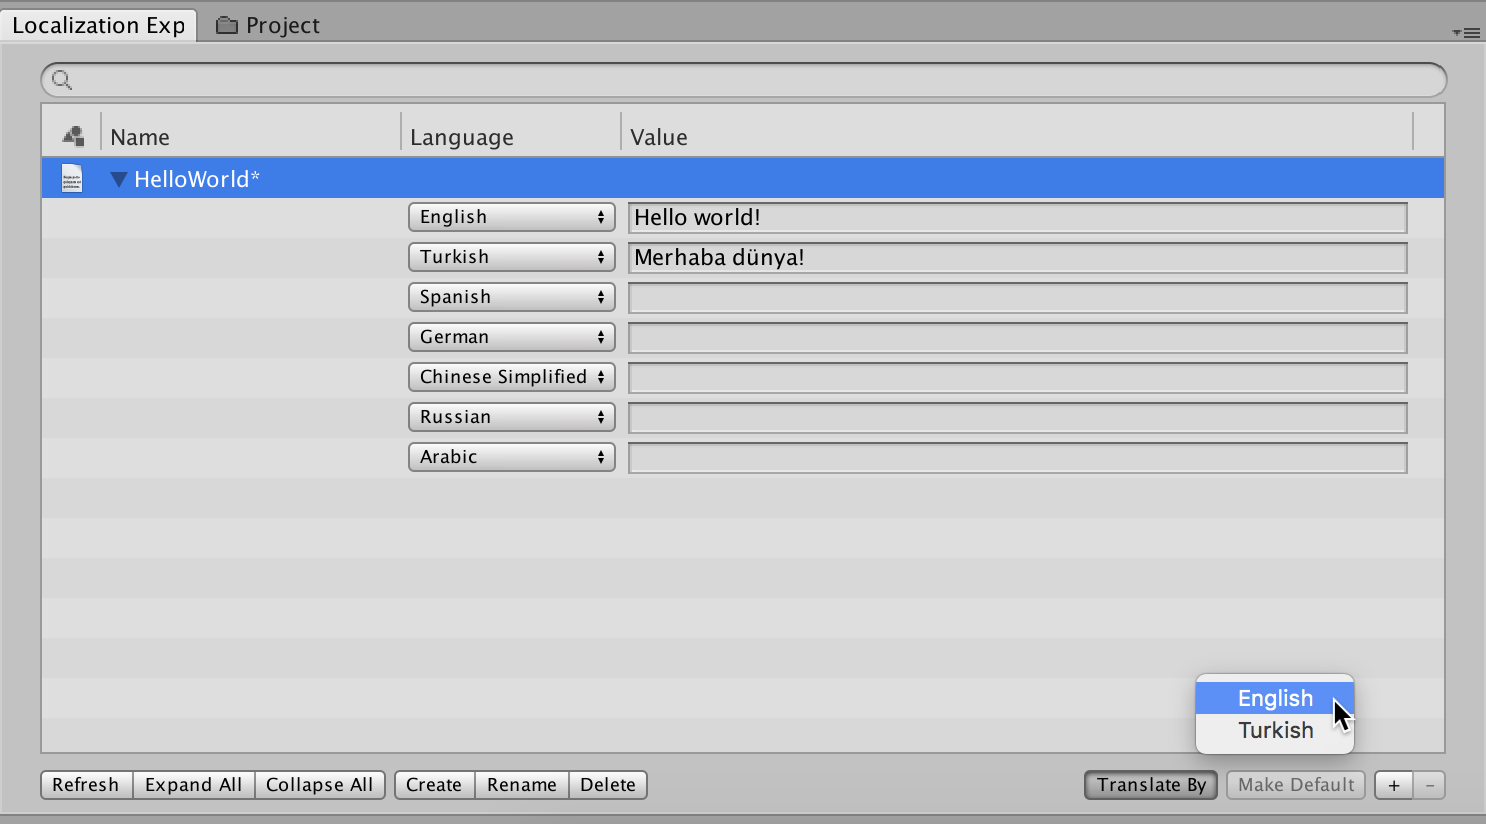 Localization Exp
Project
Name
Language
Value
HelloWorld*
English
Hello world!
Turkish
Merhaba dünya!
Spanish
German
Chinese Simplified
Russian
Arabic
English
Turkish
Refresh
Expand All
Collapse All
Create
Rename
Delete
Translate By
Make Default
+
-